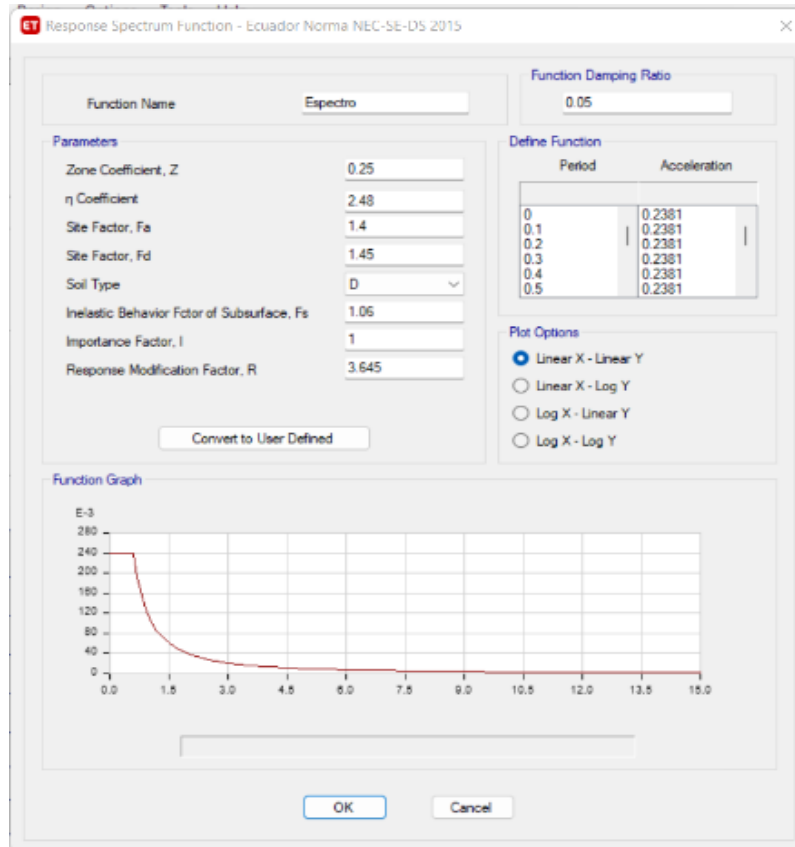 ET Response Spectrum Function - Ecuador Norma NEC-SE-DS 2015
Function Damping Ratio
Function Name Espectro 0.05
Parameters
Zone Coefficient, Z 0.25
η Coefficient 2.48
Site Factor, Fa 1.4
Site Factor, Fd 1.45
Soil Type D
Inelastic Behavior Fctor of Subsurface, Fs 1.06
Importance Factor, I 1
Response Modification Factor, R 3.645
Convert to User Defined
Define Function
Period Acceleration
0 0.2381
0.1 0.2381
0.2 0.2381
0.3 0.2381
0.4 0.2381
0.5 0.2381
Plot Options
Linear X - Linear Y
Linear X - Log Y
Log X - Linear Y
Log X - Log Y
Function Graph
E-3
280
240
200
160
120
80
40
0
0.0 1.5 3.0 4.5 6.0 7.5 9.0 10.5 12.0 13.5 15.0
OK Cancel